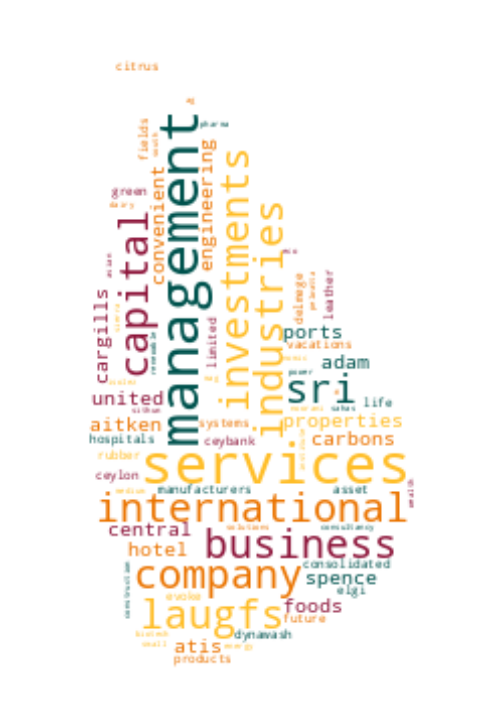 citrus
pharma
fields
management
engineering
convenient
green
dairy
capital
investments
industries
cargills
limited
delmege
leather
ports
vacations
adam
sri
life
united
aitken
hospitals
systems
ceybank
properties
carbons
rubber
services
ceylon
manufacturers
asset
international
central
solutions
consultancy
business
hotel
company
consolidated
spence
elgi
construction
evoke
laugfs
foods
future
dynawash
atis
energy
products